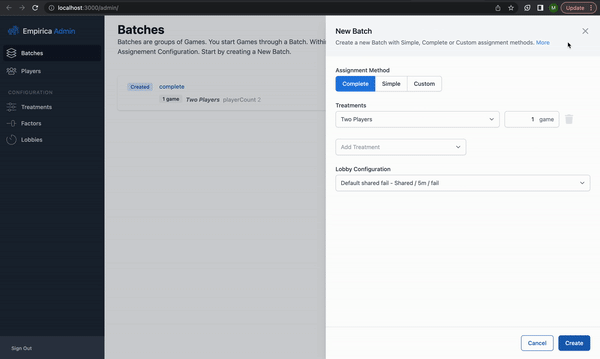 localhost:3000/admin/
M
Update
Empirica Admin
Batches
Players
CONFIGURATION
Treatments
Factors
Lobbies
Sign Out
Batches
Batches are groups of Games. You start Games through a Batch. Within
Assignement Configuration. Start by creating a New Batch.
Created
complete
1 game
Two Players
playerCount 2
New Batch
Create a new Batch with Simple, Complete or Custom assignment methods. More
Assignment Method
Complete
Simple
Custom
Treatments
Two Players
1 game
Add Treatment
Lobby Configuration
Default shared fail - Shared / 5m / fail
Cancel
Create